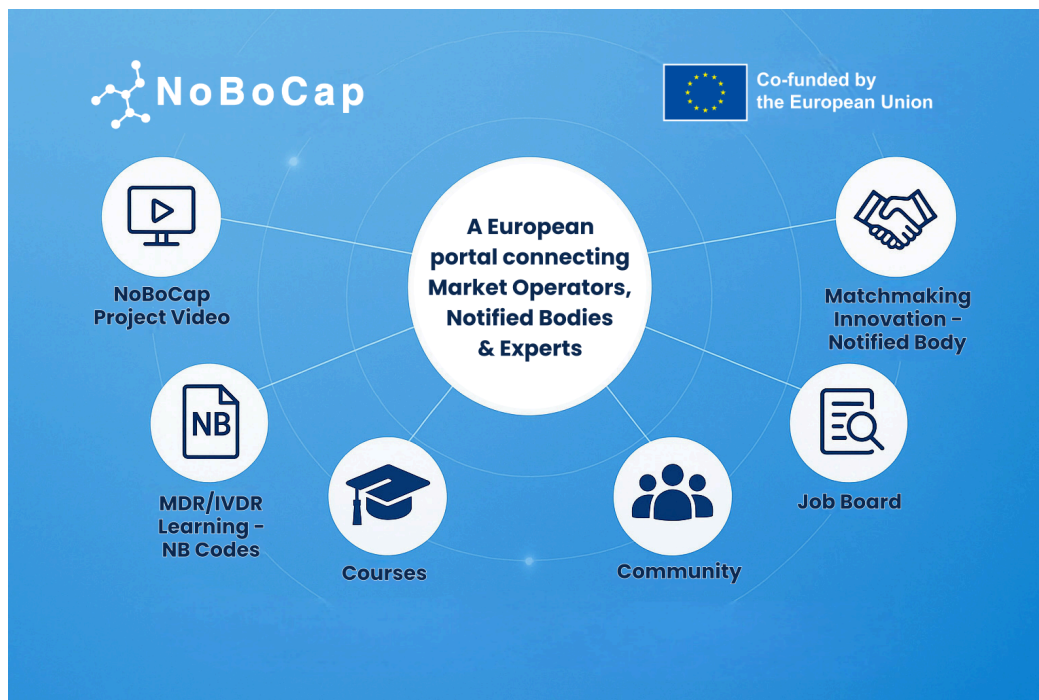 NoBoCap
Co-funded by
the European Union
A European
portal connecting
Market Operators,
Notified Bodies
& Experts
NoBoCap
Project Video
Matchmaking
Innovation -
Notified Body
NB
MDR/IVDR
Learning -
NB Codes
Job Board
Courses
Community